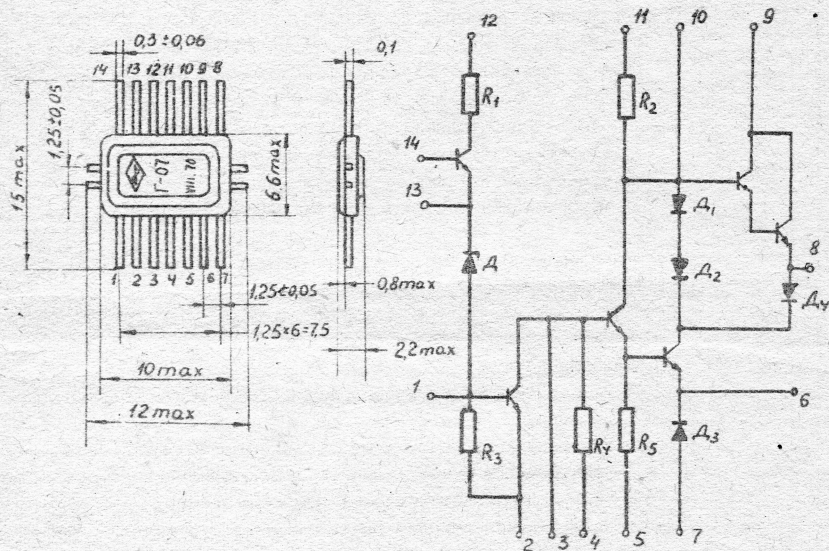 0,3±0,06
14 13 12 11 10 9 8
1,25±0,05
15 max
6,6 max
Г-07
VIII. 70
1 2 3 4 5 6 7
1,25±0,05
1,25×6=7,5
10 max
12 max
0,1
0,8 max
2,2 max
12
11
10
9
R1
R2
14
13
Д
Д1
Д2
8
Д4
1
6
R3
R4
R5
Д3
2
3
4
5
7